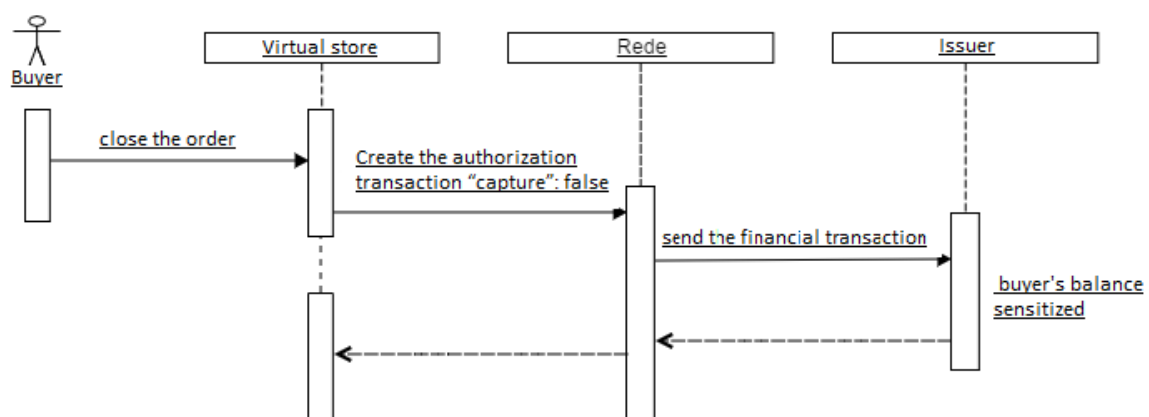 Buyer
Virtual store
Rede
Issuer
close the order
Create the authorization
transaction “capture”: false
send the financial transaction
buyer's balance
sensitized